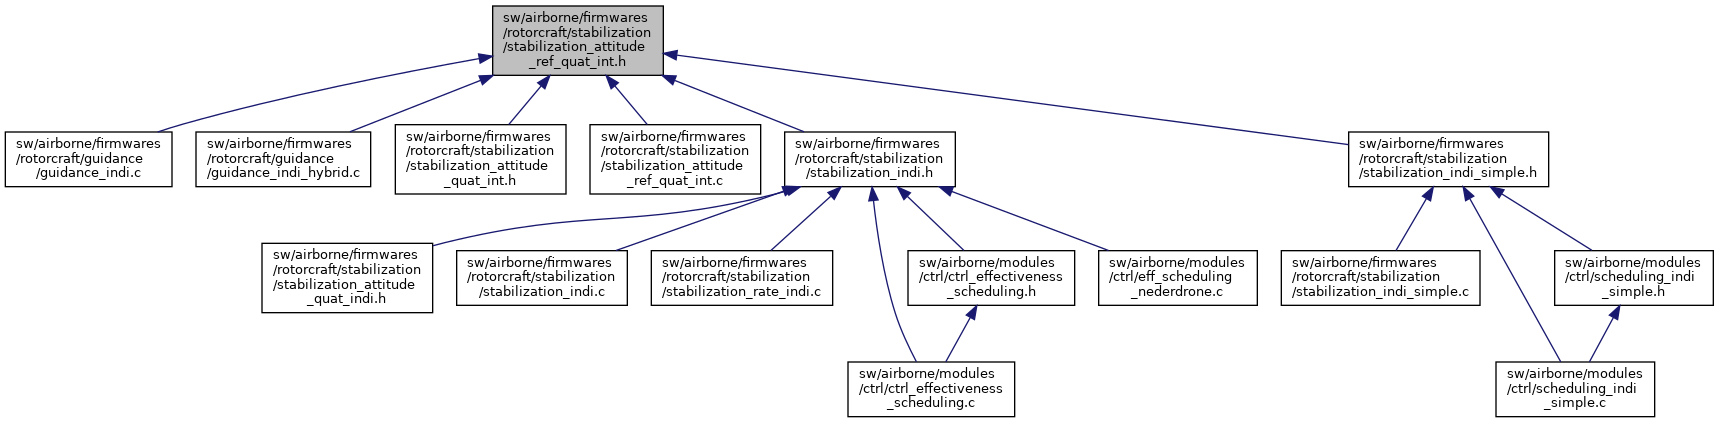 sw/airborne/firmwares
/rotorcraft/stabilization
/stabilization_attitude
_ref_quat_int.h
sw/airborne/firmwares
/rotorcraft/guidance
/guidance_indi.c
sw/airborne/firmwares
/rotorcraft/guidance
/guidance_indi_hybrid.c
sw/airborne/firmwares
/rotorcraft/stabilization
/stabilization_attitude
_quat_int.h
sw/airborne/firmwares
/rotorcraft/stabilization
/stabilization_attitude
_ref_quat_int.c
sw/airborne/firmwares
/rotorcraft/stabilization
/stabilization_indi.h
sw/airborne/firmwares
/rotorcraft/stabilization
/stabilization_indi_simple.h
sw/airborne/firmwares
/rotorcraft/stabilization
/stabilization_attitude
_quat_indi.h
sw/airborne/firmwares
/rotorcraft/stabilization
/stabilization_indi.c
sw/airborne/firmwares
/rotorcraft/stabilization
/stabilization_rate_indi.c
sw/airborne/modules
/ctrl/ctrl_effectiveness
_scheduling.h
sw/airborne/modules
/ctrl/eff_scheduling
_nederdrone.c
sw/airborne/firmwares
/rotorcraft/stabilization
/stabilization_indi_simple.c
sw/airborne/modules
/ctrl/scheduling_indi
_simple.h
sw/airborne/modules
/ctrl/ctrl_effectiveness
_scheduling.c
sw/airborne/modules
/ctrl/scheduling_indi
_simple.c